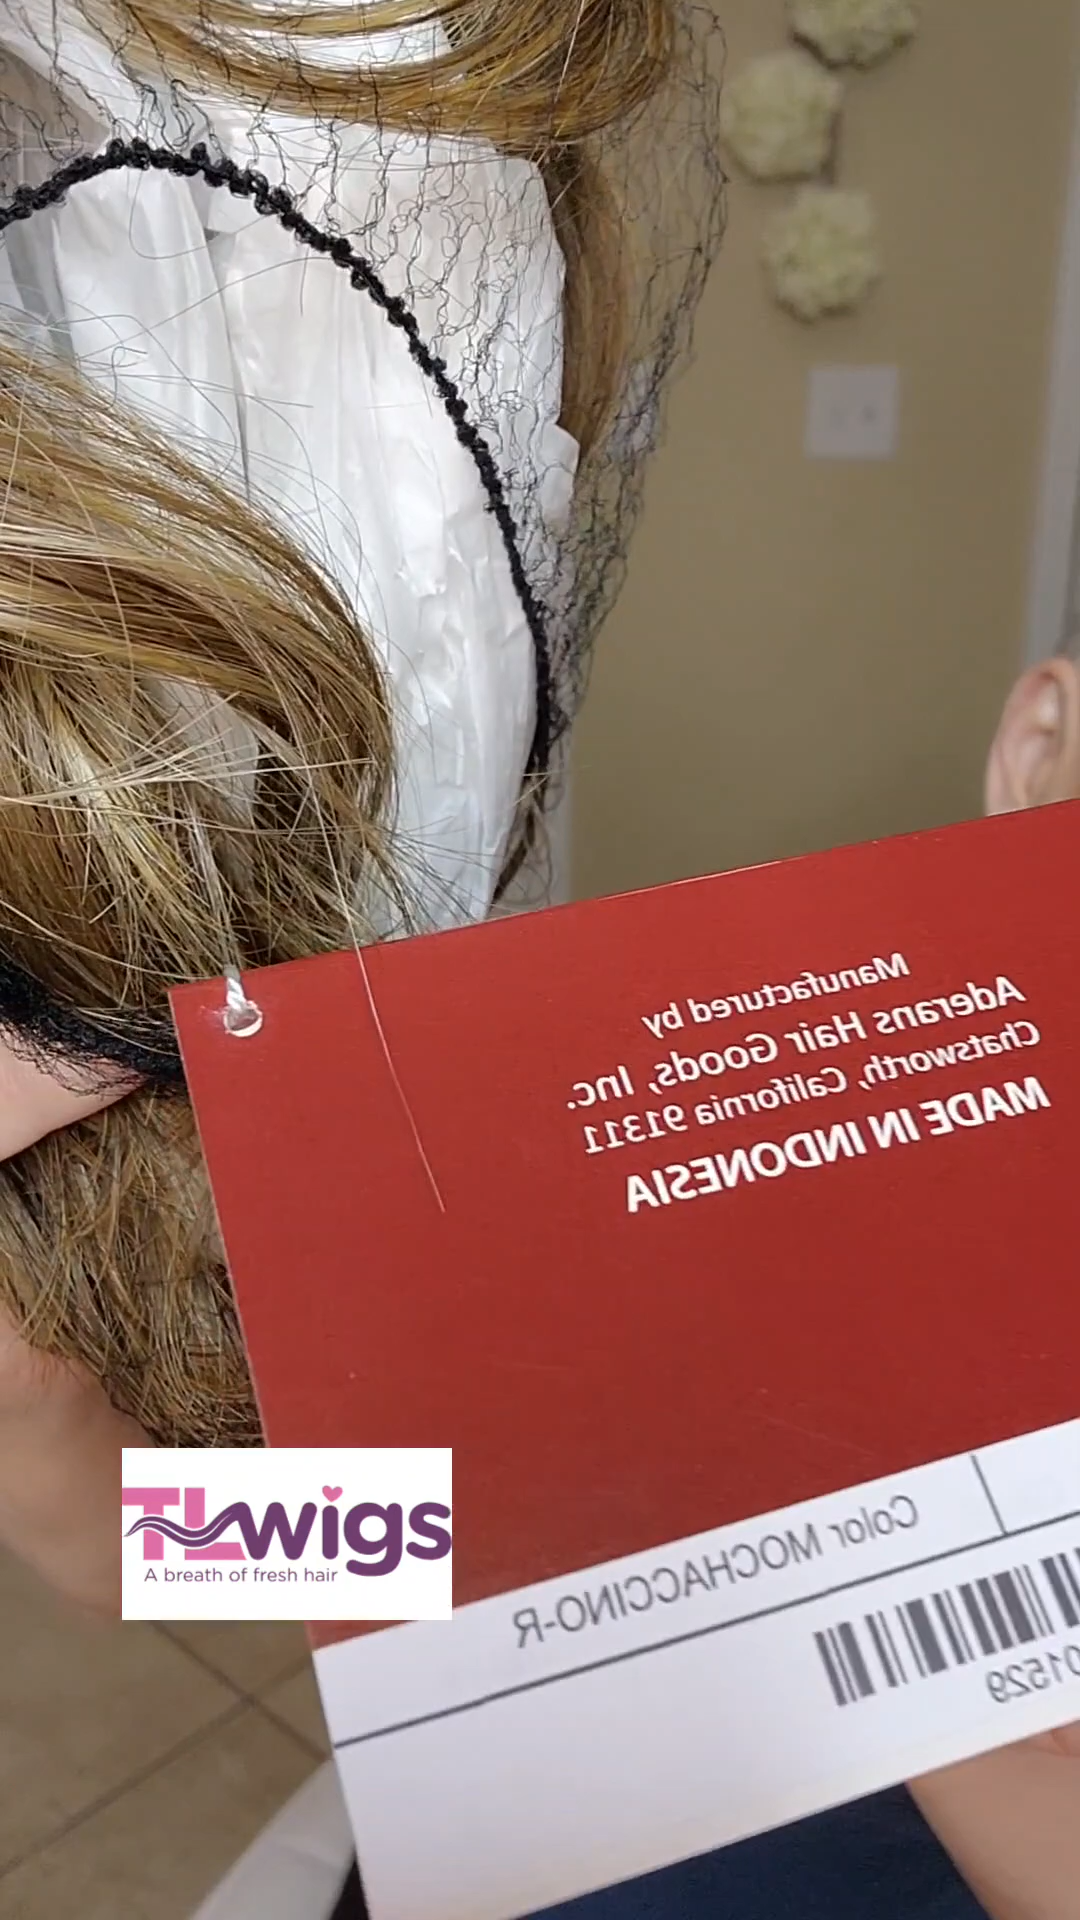 Manufactured by
Aderans Hair Goods, Inc.
Chatsworth, California 91311
MADE IN INDONESIA
TLwigs
A breath of fresh hair
Color MOCHACCINO-R
01529